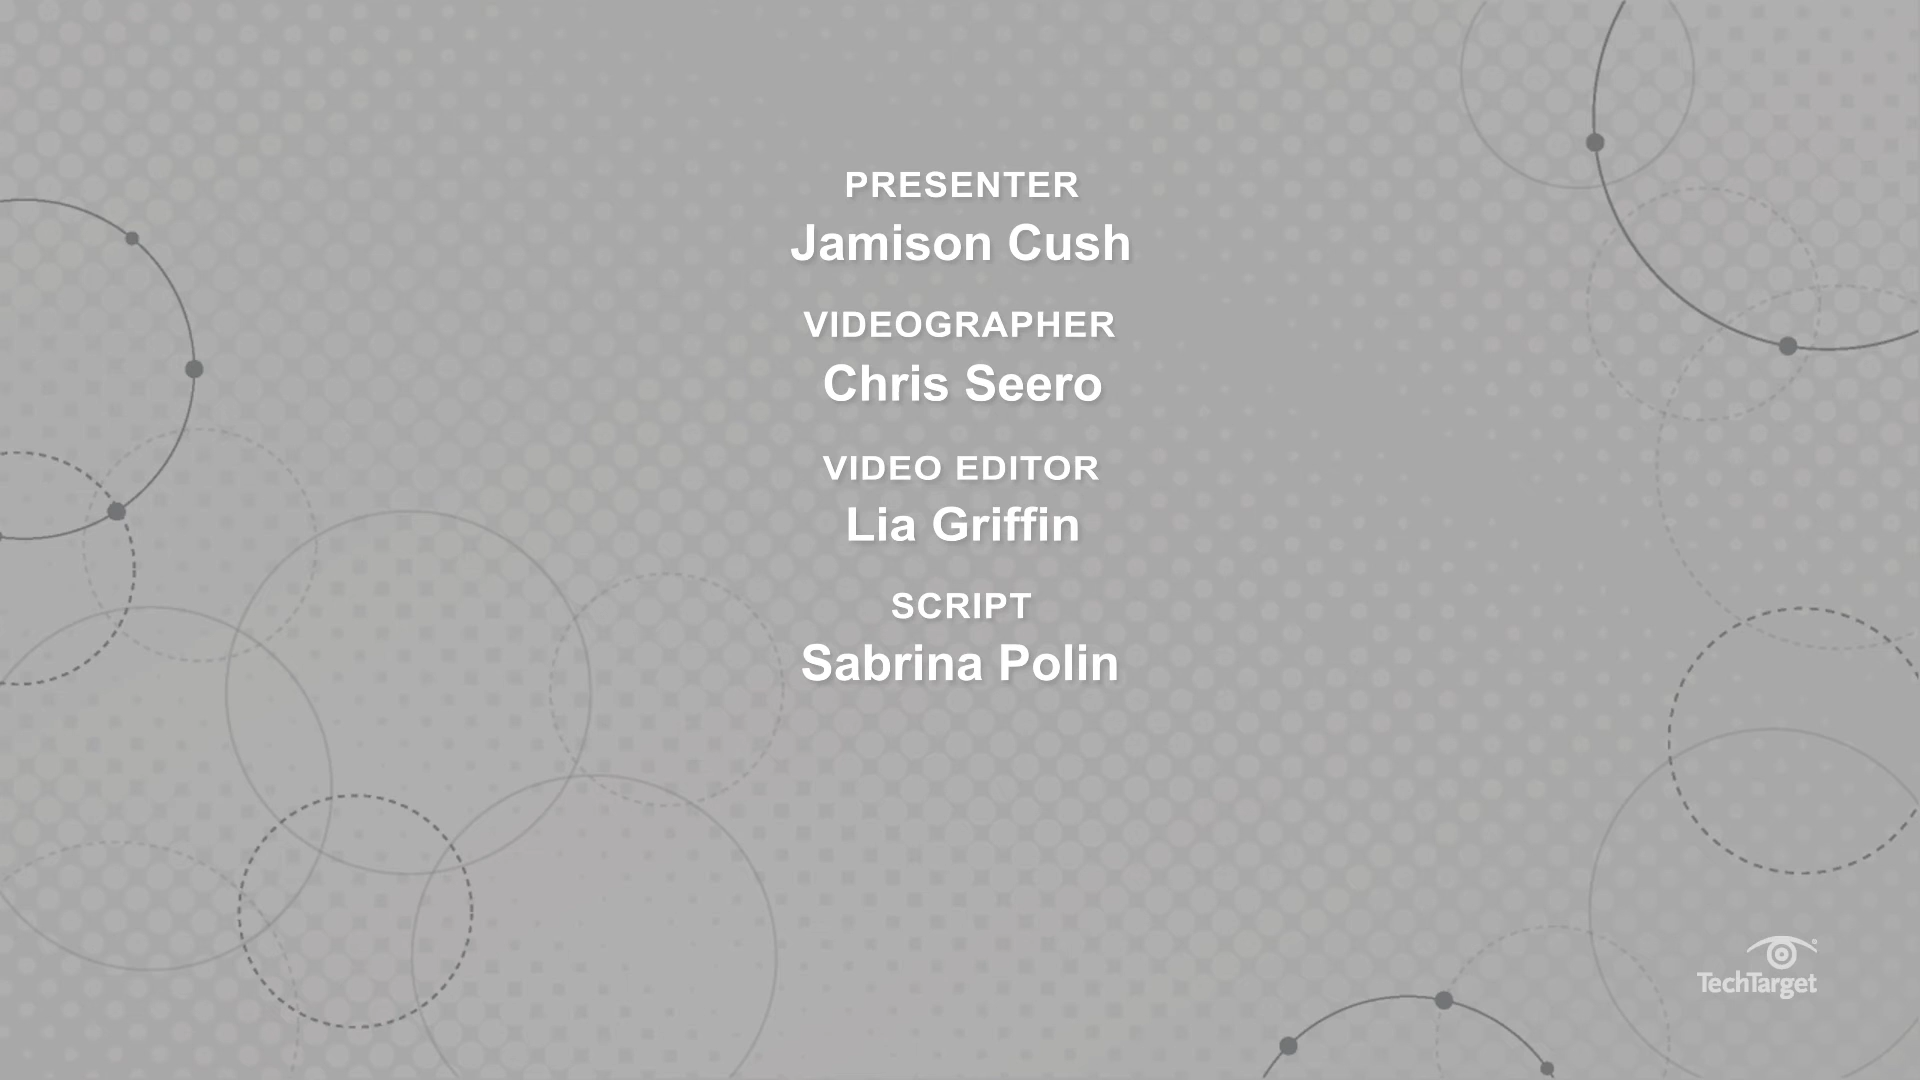 PRESENTER
Jamison Cush
VIDEOGRAPHER
Chris Seero
VIDEO EDITOR
Lia Griffin
SCRIPT
Sabrina Polin
TechTarget